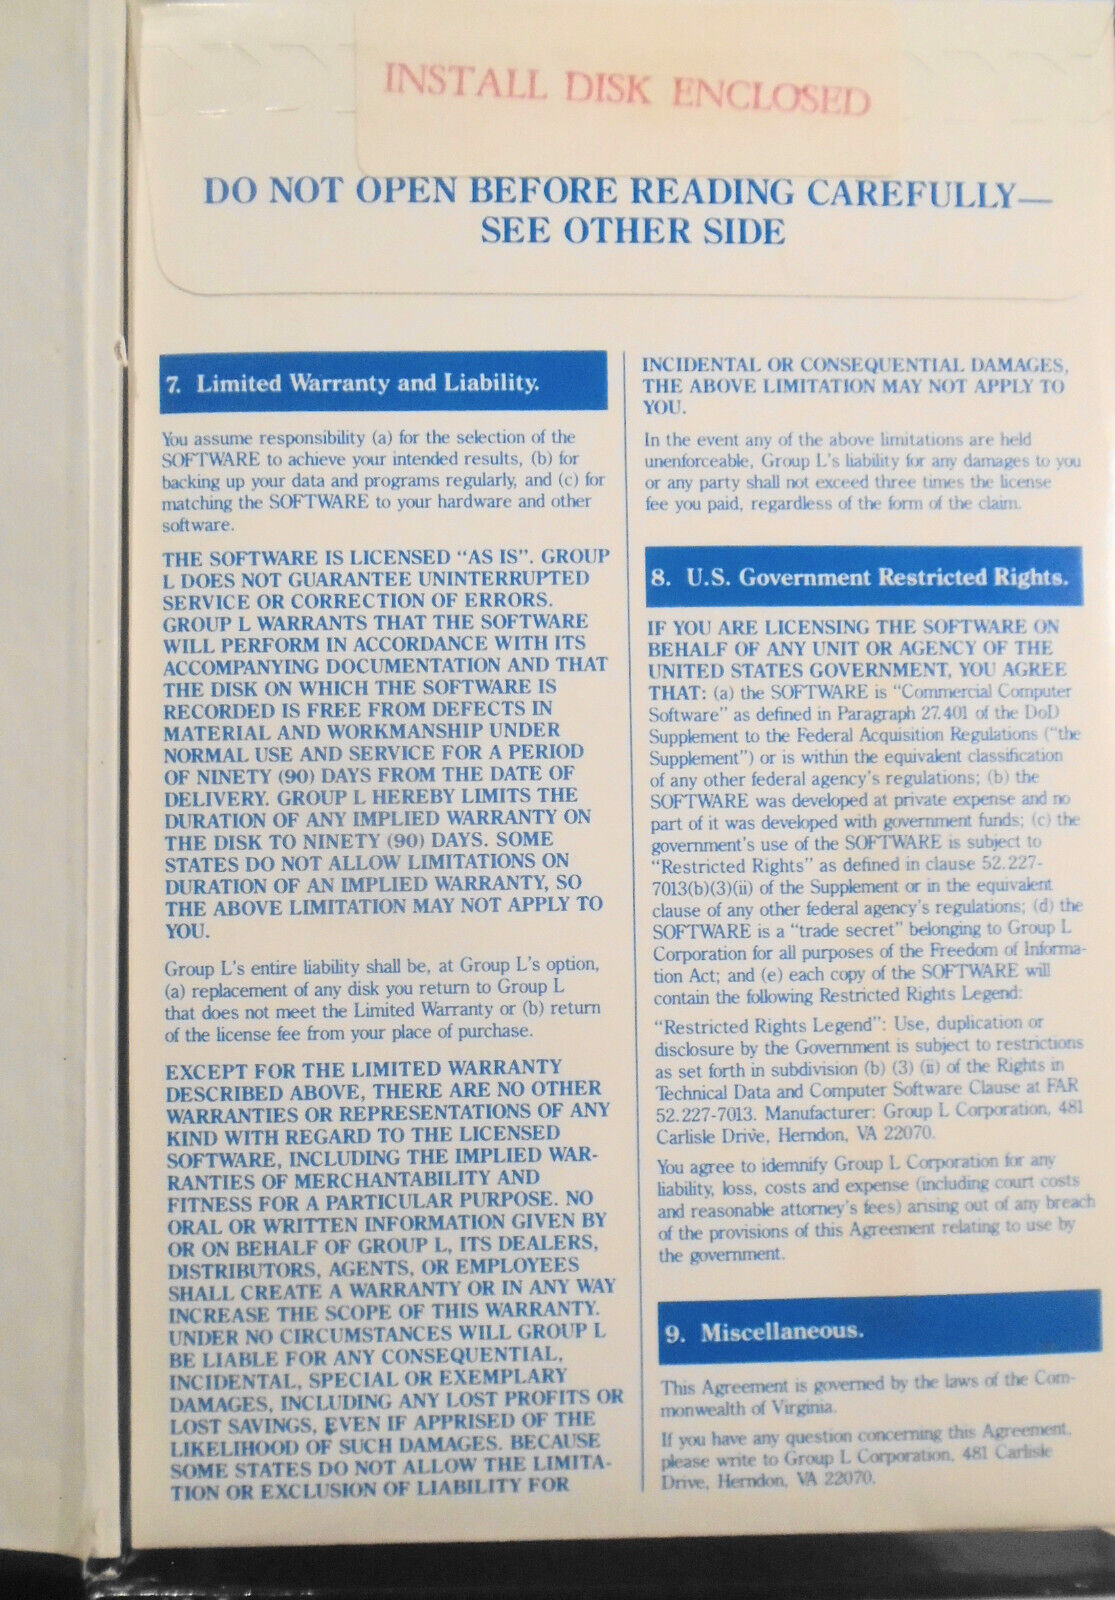 INSTALL DISK ENCLOSED
DO NOT OPEN BEFORE READING CAREFULLY—
SEE OTHER SIDE
7. Limited Warranty and Liability.
You assume responsibility (a) for the selection of the
SOFTWARE to achieve your intended results, (b) for
backing up your data and programs regularly, and (c) for
matching the SOFTWARE to your hardware and other
software.
THE SOFTWARE IS LICENSED "AS IS". GROUP
L DOES NOT GUARANTEE UNINTERRUPTED
SERVICE OR CORRECTION OF ERRORS.
GROUP L WARRANTS THAT THE SOFTWARE
WILL PERFORM IN ACCORDANCE WITH ITS
ACCOMPANYING DOCUMENTATION AND THAT
THE DISK ON WHICH THE SOFTWARE IS
RECORDED IS FREE FROM DEFECTS IN
MATERIAL AND WORKMANSHIP UNDER
NORMAL USE AND SERVICE FOR A PERIOD
OF NINETY (90) DAYS FROM THE DATE OF
DELIVERY. GROUP L HEREBY LIMITS THE
DURATION OF ANY IMPLIED WARRANTY ON
THE DISK TO NINETY (90) DAYS. SOME
STATES DO NOT ALLOW LIMITATIONS ON
DURATION OF AN IMPLIED WARRANTY, SO
THE ABOVE LIMITATION MAY NOT APPLY TO
YOU.
Group L's entire liability shall be, at Group L's option,
(a) replacement of any disk you return to Group L
that does not meet the Limited Warranty or (b) return
of the license fee from your place of purchase.
EXCEPT FOR THE LIMITED WARRANTY
DESCRIBED ABOVE, THERE ARE NO OTHER
WARRANTIES OR REPRESENTATIONS OF ANY
KIND WITH REGARD TO THE LICENSED
SOFTWARE, INCLUDING THE IMPLIED WAR-
RANTIES OF MERCHANTABILITY AND
FITNESS FOR A PARTICULAR PURPOSE. NO
ORAL OR WRITTEN INFORMATION GIVEN BY
OR ON BEHALF OF GROUP L, ITS DEALERS,
DISTRIBUTORS, AGENTS, OR EMPLOYEES
SHALL CREATE A WARRANTY OR IN ANY WAY
INCREASE THE SCOPE OF THIS WARRANTY.
UNDER NO CIRCUMSTANCES WILL GROUP L
BE LIABLE FOR ANY CONSEQUENTIAL,
INCIDENTAL, SPECIAL OR EXEMPLARY
DAMAGES, INCLUDING ANY LOST PROFITS OR
LOST SAVINGS, EVEN IF APPRISED OF THE
LIKELIHOOD OF SUCH DAMAGES. BECAUSE
SOME STATES DO NOT ALLOW THE LIMITA-
TION OR EXCLUSION OF LIABILITY FOR
INCIDENTAL OR CONSEQUENTIAL DAMAGES,
THE ABOVE LIMITATION MAY NOT APPLY TO
YOU.
In the event any of the above limitations are held
unenforceable, Group L's liability for any damages to you
or any party shall not exceed three times the license
fee you paid, regardless of the form of the claim.
8. U.S. Government Restricted Rights.
IF YOU ARE LICENSING THE SOFTWARE ON
BEHALF OF ANY UNIT OR AGENCY OF THE
UNITED STATES GOVERNMENT, YOU AGREE
THAT: (a) the SOFTWARE is "Commercial Computer
Software" as defined in Paragraph 27.401 of the DoD
Supplement to the Federal Acquisition Regulations ("the
Supplement") or is within the equivalent classification
of any other federal agency's regulations; (b) the
SOFTWARE was developed at private expense and no
part of it was developed with government funds; (c) the
government's use of the SOFTWARE is subject to
"Restricted Rights" as defined in clause 52.227-
7013(b)(3)(ii) of the Supplement or in the equivalent
clause of any other federal agency's regulations; (d) the
SOFTWARE is a "trade secret" belonging to Group L
Corporation for all purposes of the Freedom of Informa-
tion Act; and (e) each copy of the SOFTWARE will
contain the following Restricted Rights Legend:
"Restricted Rights Legend": Use, duplication or
disclosure by the Government is subject to restrictions
as set forth in subdivision (b) (3) (ii) of the Rights in
Technical Data and Computer Software Clause at FAR
52.227-7013. Manufacturer: Group L Corporation, 481
Carlisle Drive, Herndon, VA 22070.
You agree to idemnify Group L Corporation for any
liability, loss, costs and expense (including court costs
and reasonable attorney's fees) arising out of any breach
of the provisions of this Agreement relating to use by
the government.
9. Miscellaneous.
This Agreement is governed by the laws of the Com-
monwealth of Virginia.
If you have any question concerning this Agreement,
please write to Group L Corporation, 481 Carlisle
Drive, Herndon, VA 22070.